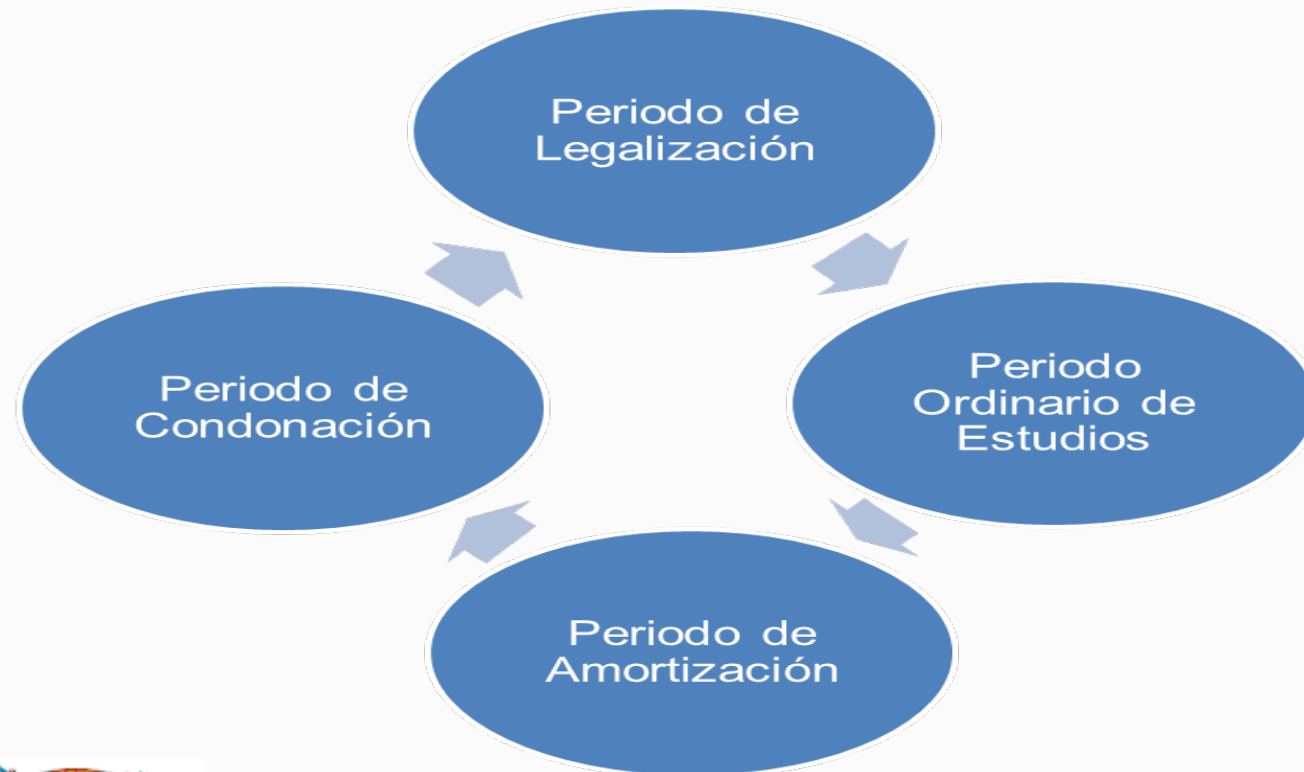 Periodo de
Legalización
Periodo
Ordinario de
Estudios
Periodo de
Condonación
Periodo de
Amortización